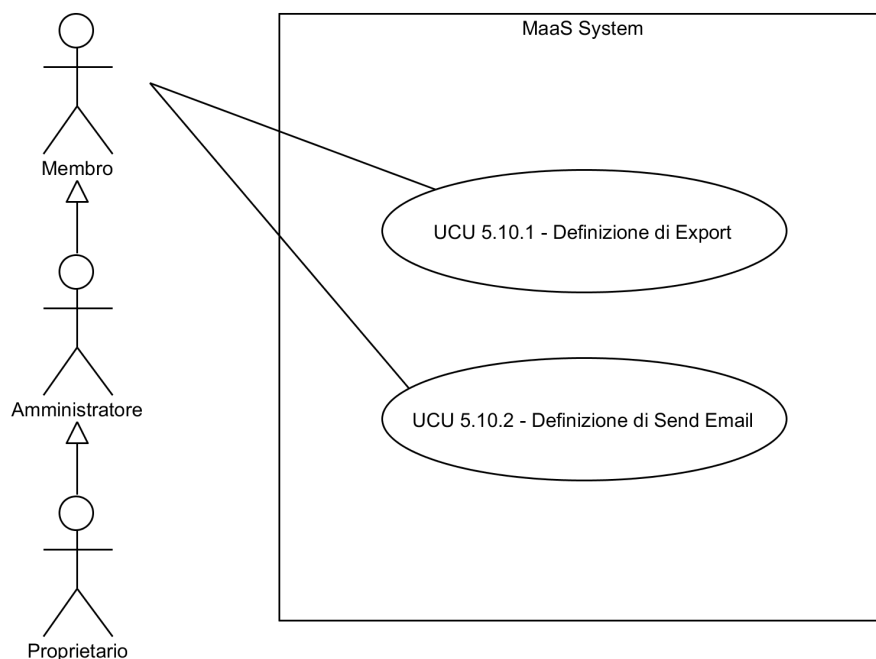 MaaS System
Membro
UCU 5.10.1 - Definizione di Export
Amministratore
UCU 5.10.2 - Definizione di Send Email
Proprietario